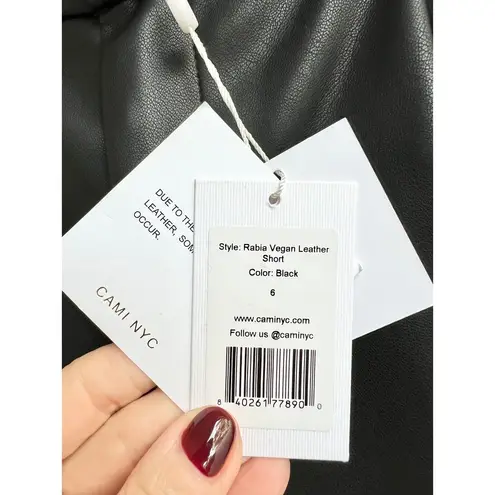 DUE TO THE
LEATHER, SOM
OCCUR.
CAMI NYC
Style: Rabia Vegan Leather
Short
Color: Black
6
www.caminyc.com
Follow us @caminyc
8 40261 77890 0